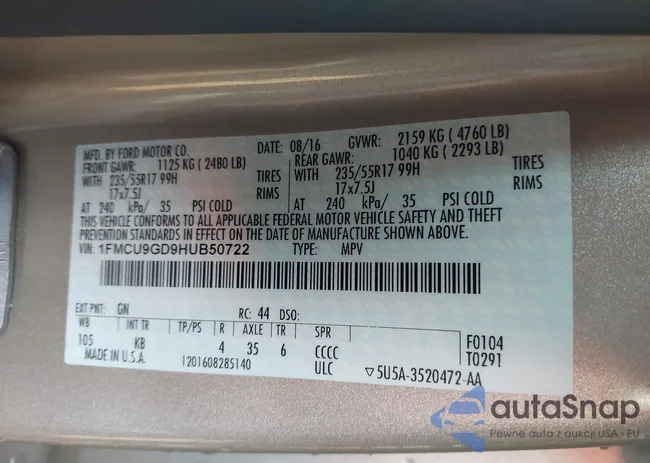 MFD. BY FORD MOTOR CO.
DATE: 08/16 GVWR: 2159 KG ( 4760 LB)
FRONT GAWR: 1125 KG ( 2480 LB) REAR GAWR: 1040 KG ( 2293 LB)
WITH 235/55R17 99H TIRES WITH 235/55R17 99H TIRES
17x7.5J RIMS 17x7.5J RIMS
AT 240 kPa/ 35 PSI COLD AT 240 kPa/ 35 PSI COLD
THIS VEHICLE CONFORMS TO ALL APPLICABLE FEDERAL MOTOR VEHICLE SAFETY AND THEFT
PREVENTION STANDARDS IN EFFECT ON THE DATE OF MANUFACTURE SHOWN ABOVE.
VIN: 1FMCU9GD9HUB50722 TYPE: MPV
EXT PNT: GN RC: 44 DSO:
WB INT TR TP/PS R AXLE TR SPR F0104
105 KB 4 35 6 CCCC T0291
MADE IN U.S.A. 1201608285140 ULC ▽5U5A-3520472-AA
autaSnap
Pewne auta z aukcji USA i EU